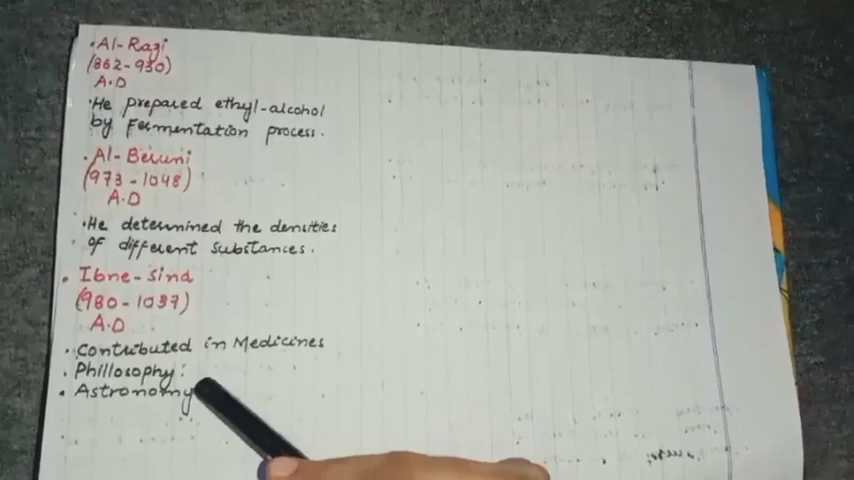 • Al-Razi
(862-930)
A.D
• He prepared ethyl-alcohol
by Fermentation process.
• Al-Beruni
(973-1048)
A.D
• He determined the densities
of different substances.
• Ibne-sina
(980-1037)
A.D
• Contributed in Medicines
• Phillosophy:
• Astronomy